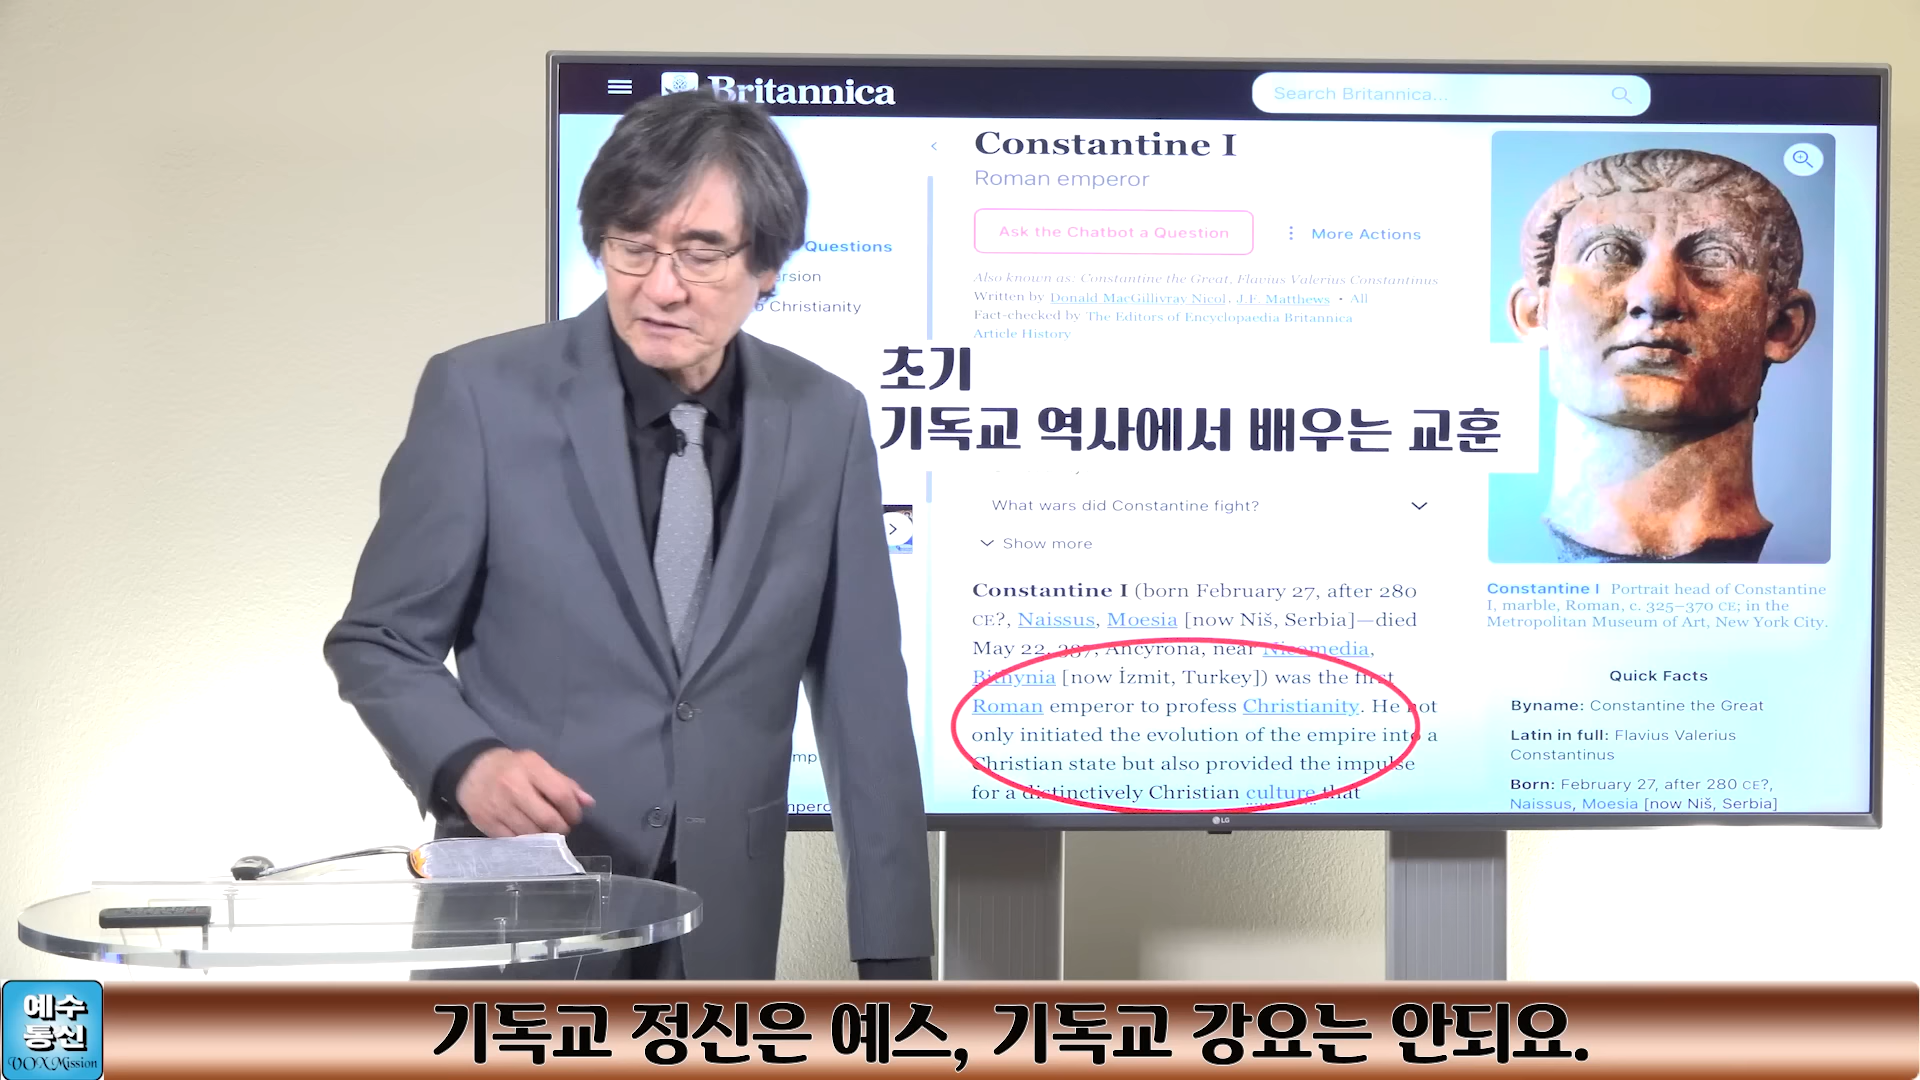 Britannica
Search Britannica...
Constantine I
Roman emperor
Ask the Chatbot a Question
More Actions
Questions
ersion
Christianity
Also known as: Constantine the Great, Flavius Valerius Constantinus
Written by Donald MacGillivray Nicol, J.F. Matthews • All
Fact-checked by The Editors of Encyclopaedia Britannica
Article History
초기
기독교 역사에서 배우는 교훈
What wars did Constantine fight?
Show more
Constantine I (born February 27, after 280
CE?, Naissus, Moesia [now Niš, Serbia]—died
May 22, 337, Ancyrona, near Nicomedia,
Bithynia [now İzmit, Turkey]) was the first
Roman emperor to profess Christianity. He not
only initiated the evolution of the empire into a
Christian state but also provided the impulse
for a distinctively Christian culture that
Constantine I Portrait head of Constantine
I, marble, Roman, c. 325–370 CE; in the
Metropolitan Museum of Art, New York City.
Quick Facts
Byname: Constantine the Great
Latin in full: Flavius Valerius
Constantinus
Born: February 27, after 280 CE?,
Naissus, Moesia [now Niš, Serbia]
LG
예수
통신
VOX Mission
기독교 정신은 예스, 기독교 강요는 안되요.